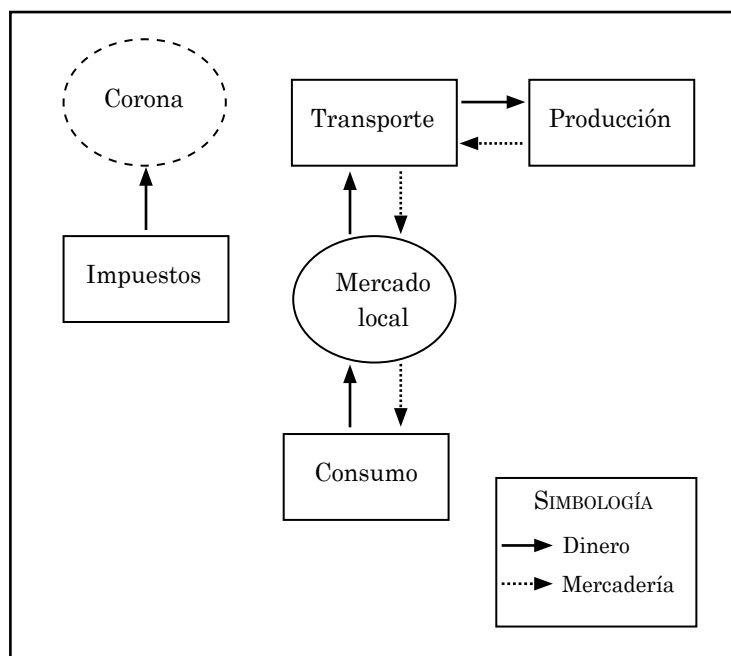 Corona
Transporte
Producción
Impuestos
Mercado
local
Consumo
SIMBOLOGÍA
Dinero
Mercadería